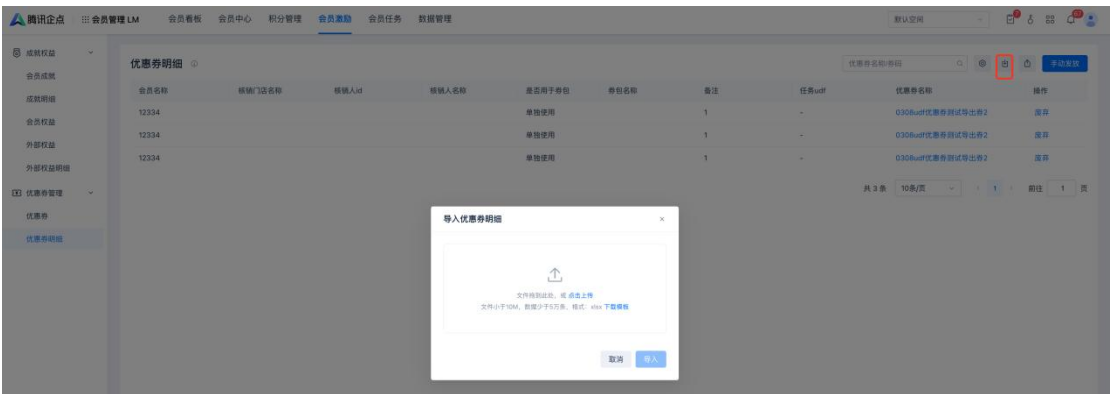 腾讯企点 会员管理 LM 会员看板 会员中心 积分管理 会员激励 会员任务 数据管理 默认空间
成就权益
会员成就
成就明细
会员权益
外部权益
外部权益明细
优惠券管理
优惠券
优惠券明细
优惠券明细 优惠券名称/券码 手动发放
会员名称 核销门店名称 核销人id 核销人名称 是否用于券包 券包名称 备注 任务udf 优惠券名称 操作
12334 单独使用 1 - 0308udf优惠券测试导出券2 废弃
12334 单独使用 1 - 0308udf优惠券测试导出券2 废弃
12334 单独使用 1 - 0308udf优惠券测试导出券2 废弃
共 3 条 10条/页 1 前往 1 页
导入优惠券明细
文件拖到此处，或 点击上传
文件小于10M，数据少于5万条，格式：xlsx 下载模板
取消 导入